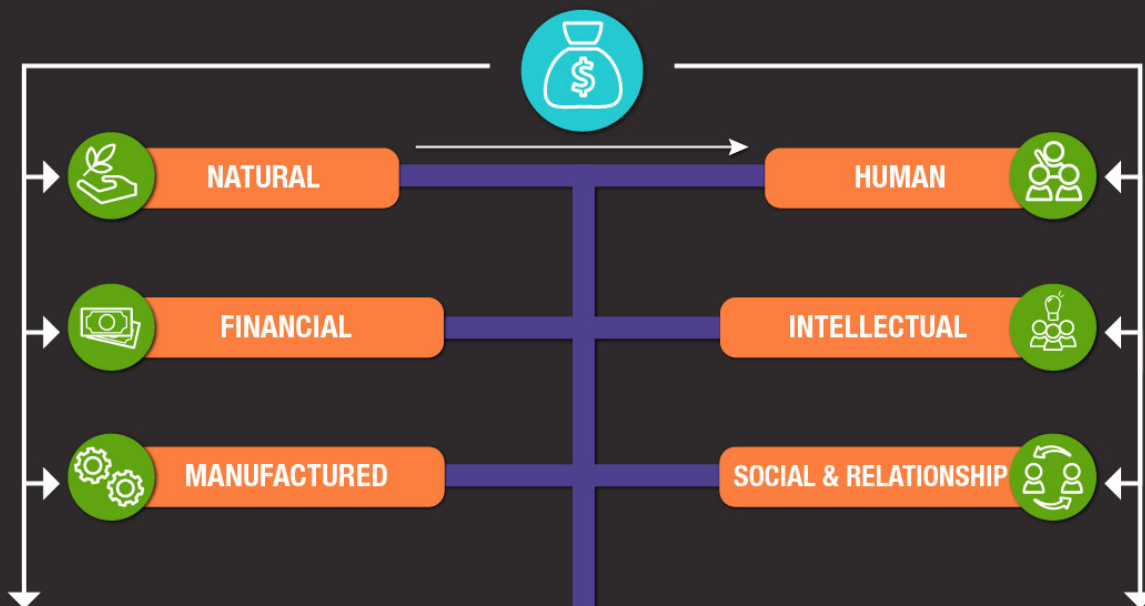 $
NATURAL
HUMAN
FINANCIAL
INTELLECTUAL
MANUFACTURED
SOCIAL & RELATIONSHIP